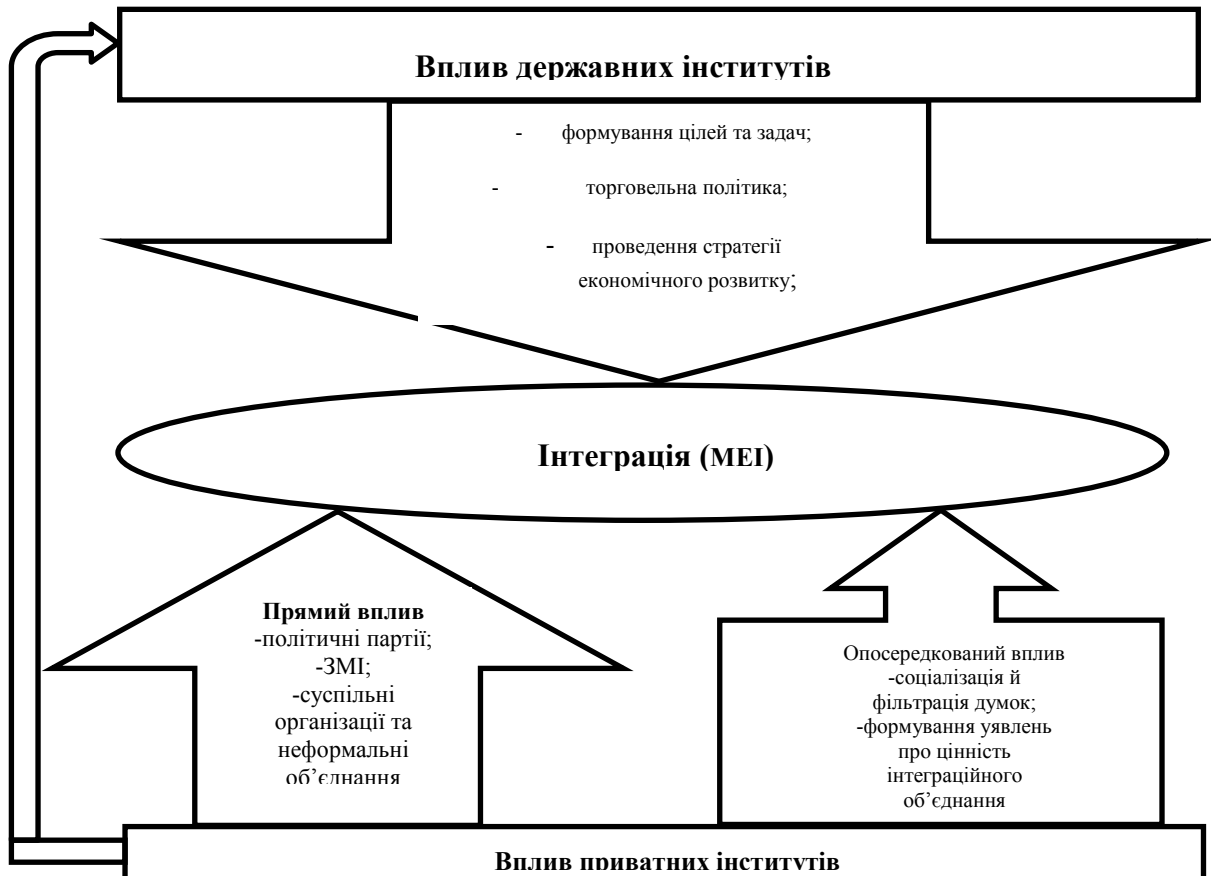 Вплив державних інститутів
- формування цілей та задач;
- торговельна політика;
- проведення стратегії
економічного розвитку;
Інтеграція (МЕІ)
Прямий вплив
-політичні партії;
-ЗМІ;
-суспільні
організації та
неформальні
об’єднання
Опосередкований вплив
-соціалізація й
фільтрація думок;
-формування уявлень
про цінність
інтеграційного
об’єднання
Вплив приватних інститутів